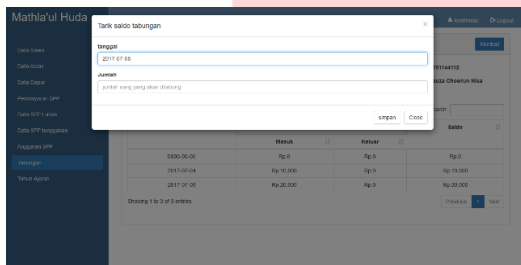 Mathla'ul Huda
Tarik saldo tabungan
×
Logout
Data Siswa
Data Kelas
Data Daftar
Pembayaran SPP
Data SPP Lunas
Data SPP tunggakan
Anggaran SPP
Tabungan
Tahun Ajaran
tanggal
2017-07-09
Jumlah
jumlah uang yang akan ditabung
simpan
Close
Kembali
Saldo
Masuk
Keluar
0000-00-00
Rp.0
Rp.0
Rp.0
2017-07-04
Rp.10,000
Rp.0
Rp.10,000
2017-07-09
Rp.20,000
Rp.0
Rp.30,000
Showing 1 to 3 of 3 entries
Previous
1
Next